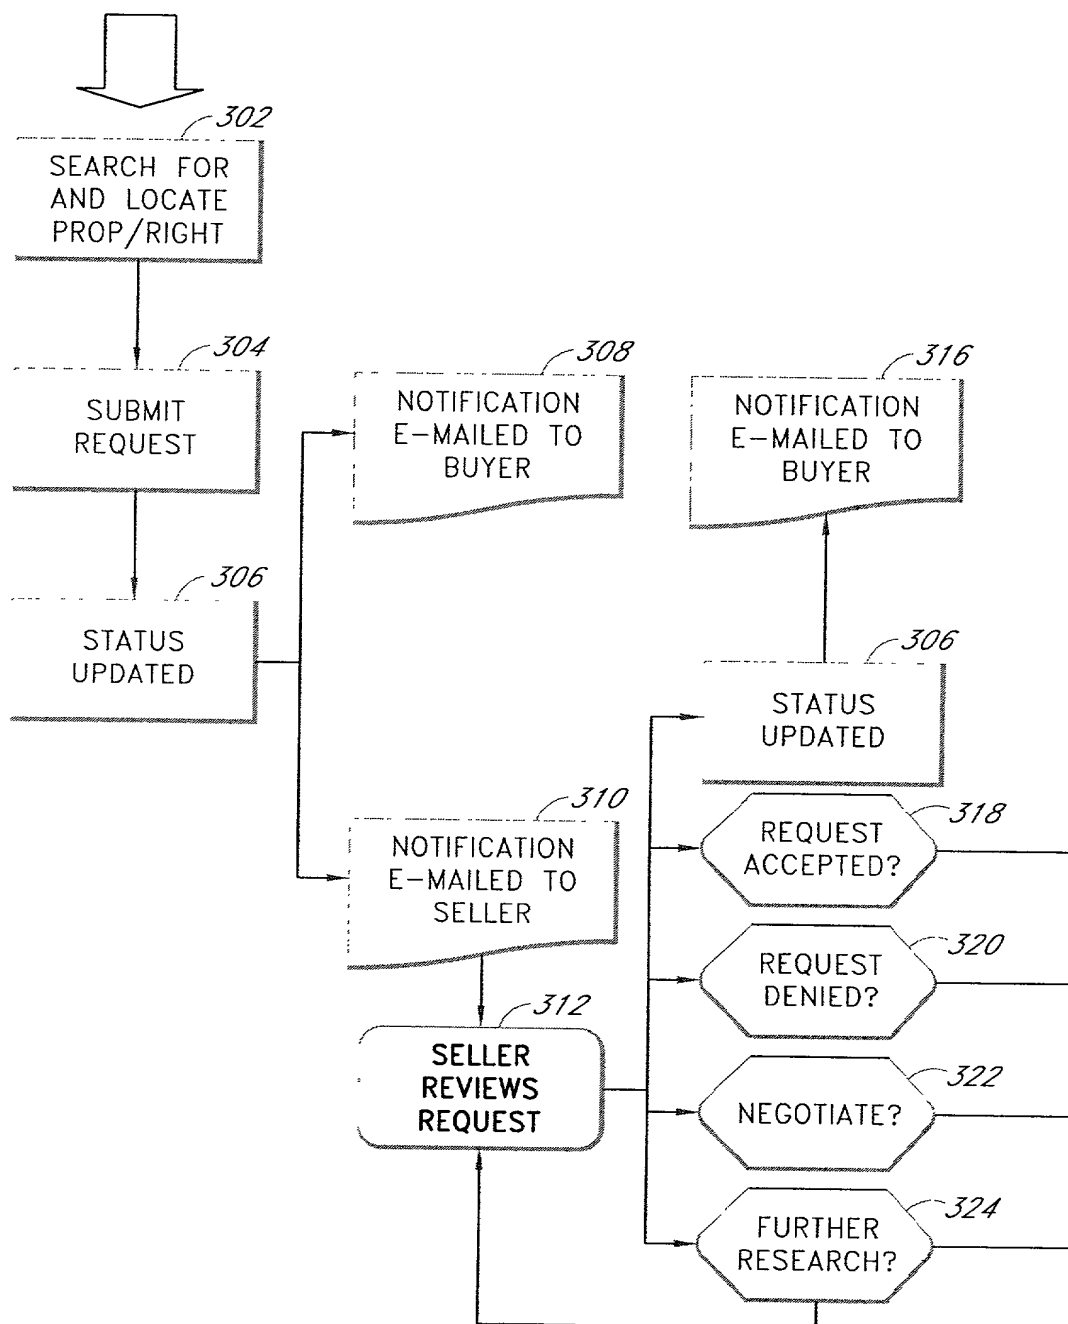 302
SEARCH FOR
AND LOCATE
PROP/RIGHT
304
SUBMIT
REQUEST
306
STATUS
UPDATED
308
NOTIFICATION
E-MAILED TO
BUYER
310
NOTIFICATION
E-MAILED TO
SELLER
312
SELLER
REVIEWS
REQUEST
316
NOTIFICATION
E-MAILED TO
BUYER
306
STATUS
UPDATED
318
REQUEST
ACCEPTED?
320
REQUEST
DENIED?
322
NEGOTIATE?
324
FURTHER
RESEARCH?